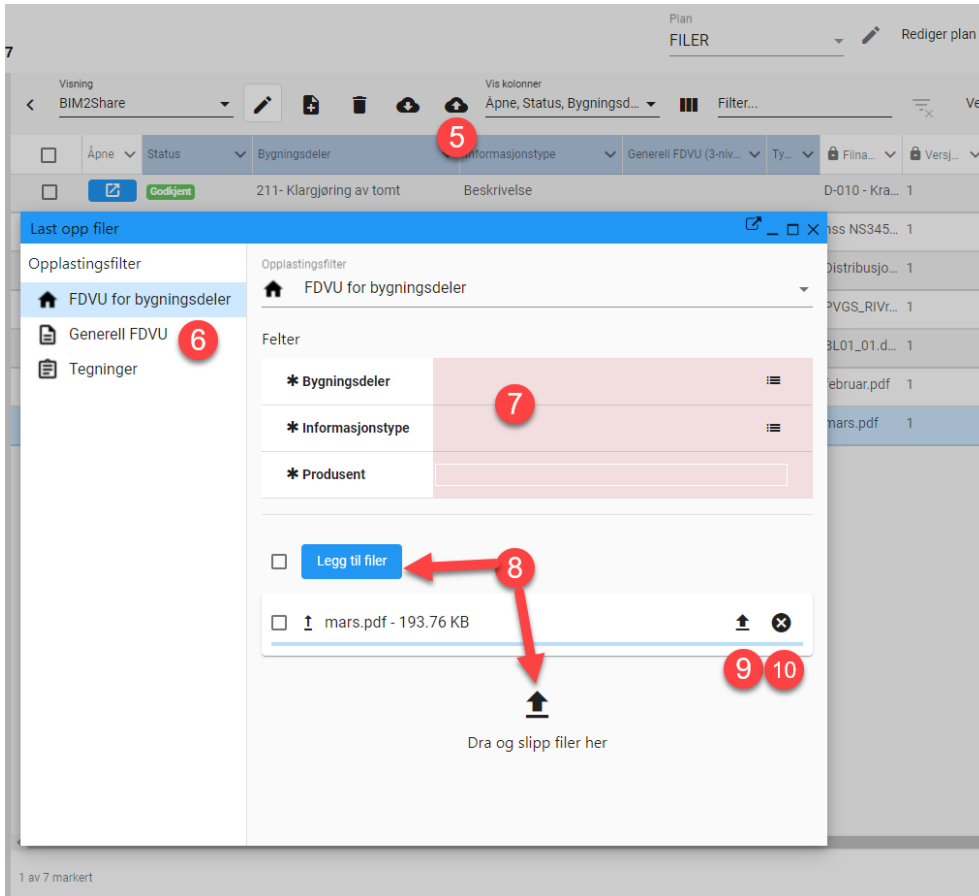 Plan
FILER
Rediger plan
7
Visning
BIM2Share
Vis kolonner
Åpne, Status, Bygningsd...
Filter...
Ve
5
Åpne Status Bygningsdeler Informasjonstype Generell FDVU (3-niv... Ty... Filna... Versj...
Godkjent 211- Klargjøring av tomt Beskrivelse D-010 - Kra... 1
Last opp filer
nss NS345... 1
Distribusjo... 1
PVGS_RIVr... 1
BL01_01.d... 1
februar.pdf 1
mars.pdf 1
Opplastingsfilter
FDVU for bygningsdeler
Generell FDVU
6
Tegninger
Opplastingsfilter
FDVU for bygningsdeler
Felter
✱ Bygningsdeler
7
✱ Informasjonstype
✱ Produsent
Legg til filer
8
mars.pdf - 193.76 KB
9 10
Dra og slipp filer her
1 av 7 markert